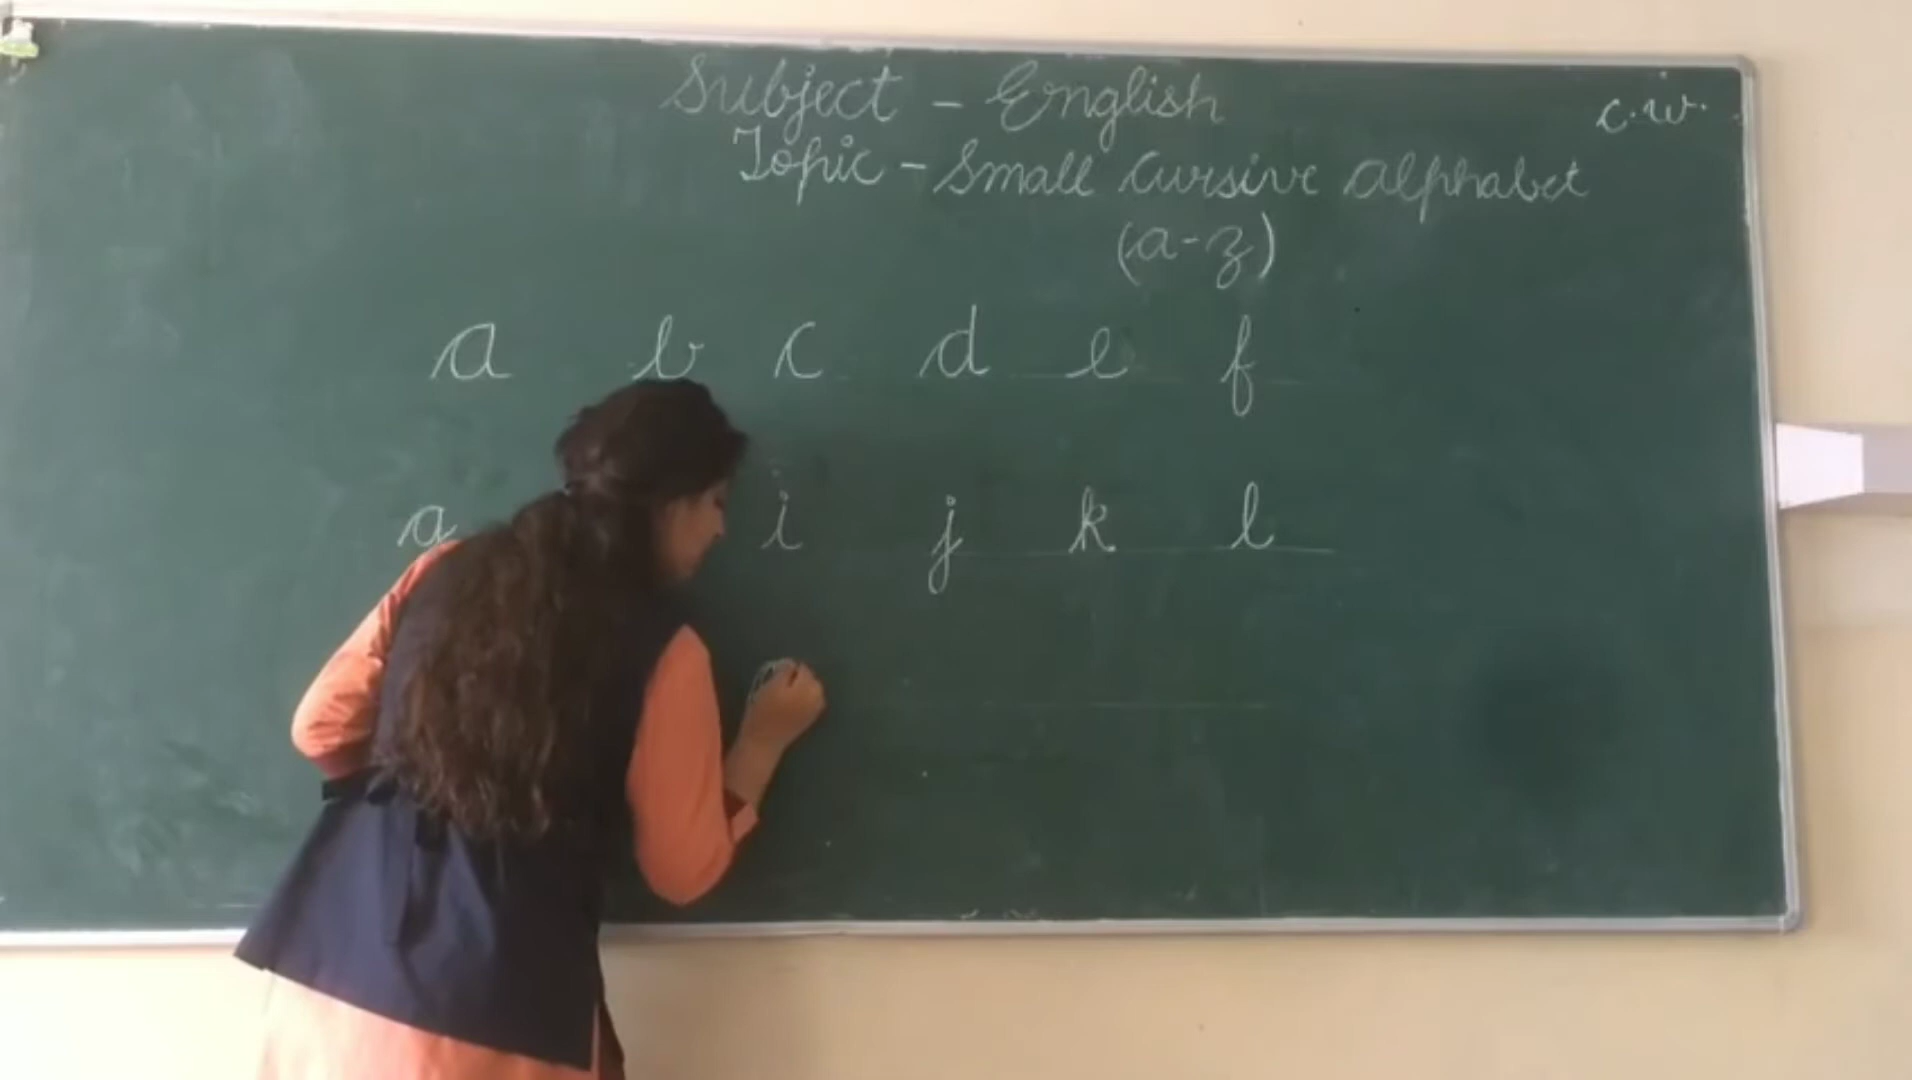 Subject - English
c.w.
Topic - Small cursive alphabet
(a-z)
a b c d e f
g i j k l